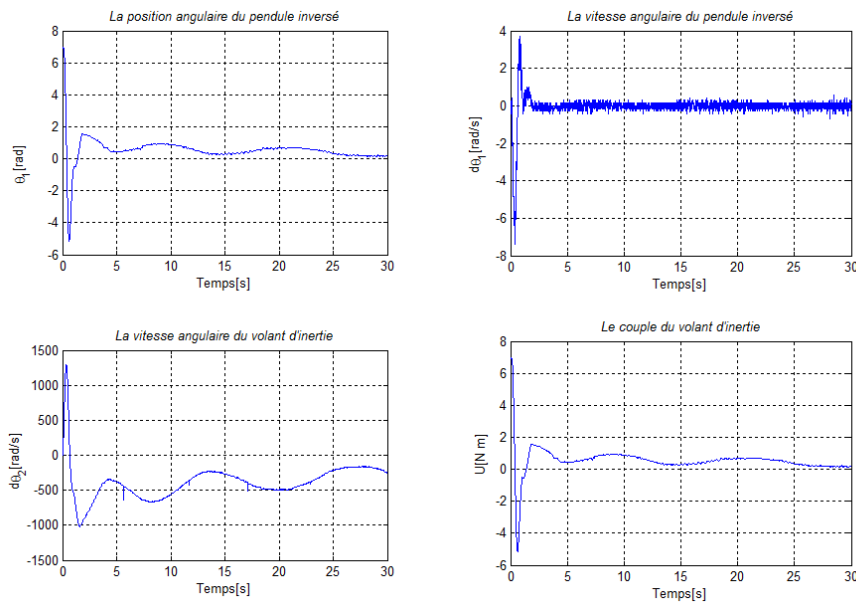 La position angulaire du pendule inversé
8
6
4
2
0
-2
-4
-6
θ1[rad]
0 5 10 15 20 25 30
Temps[s]
La vitesse angulaire du pendule inversé
4
2
0
-2
-4
-6
-8
dθ1[rad/s]
0 5 10 15 20 25 30
Temps[s]
La vitesse angulaire du volant d'inertie
1500
1000
500
0
-500
-1000
-1500
dθ2[rad/s]
0 5 10 15 20 25 30
Temps[s]
Le couple du volant d'inertie
8
6
4
2
0
-2
-4
-6
U[N m]
0 5 10 15 20 25 30
Temps[s]